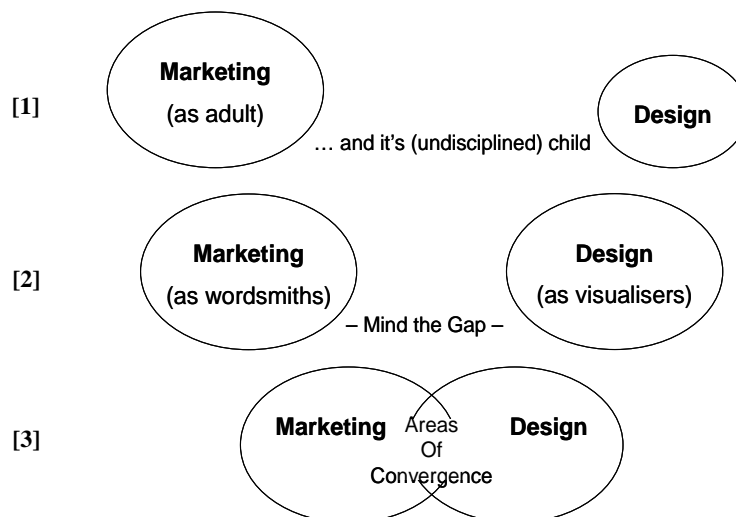 Marketing
[1]
(as adult)
Design
… and it's (undisciplined) child
Marketing
Design
[2]
(as wordsmiths)
(as visualisers)
– Mind the Gap –
[3]
Marketing
Areas
Of
Convergence
Design